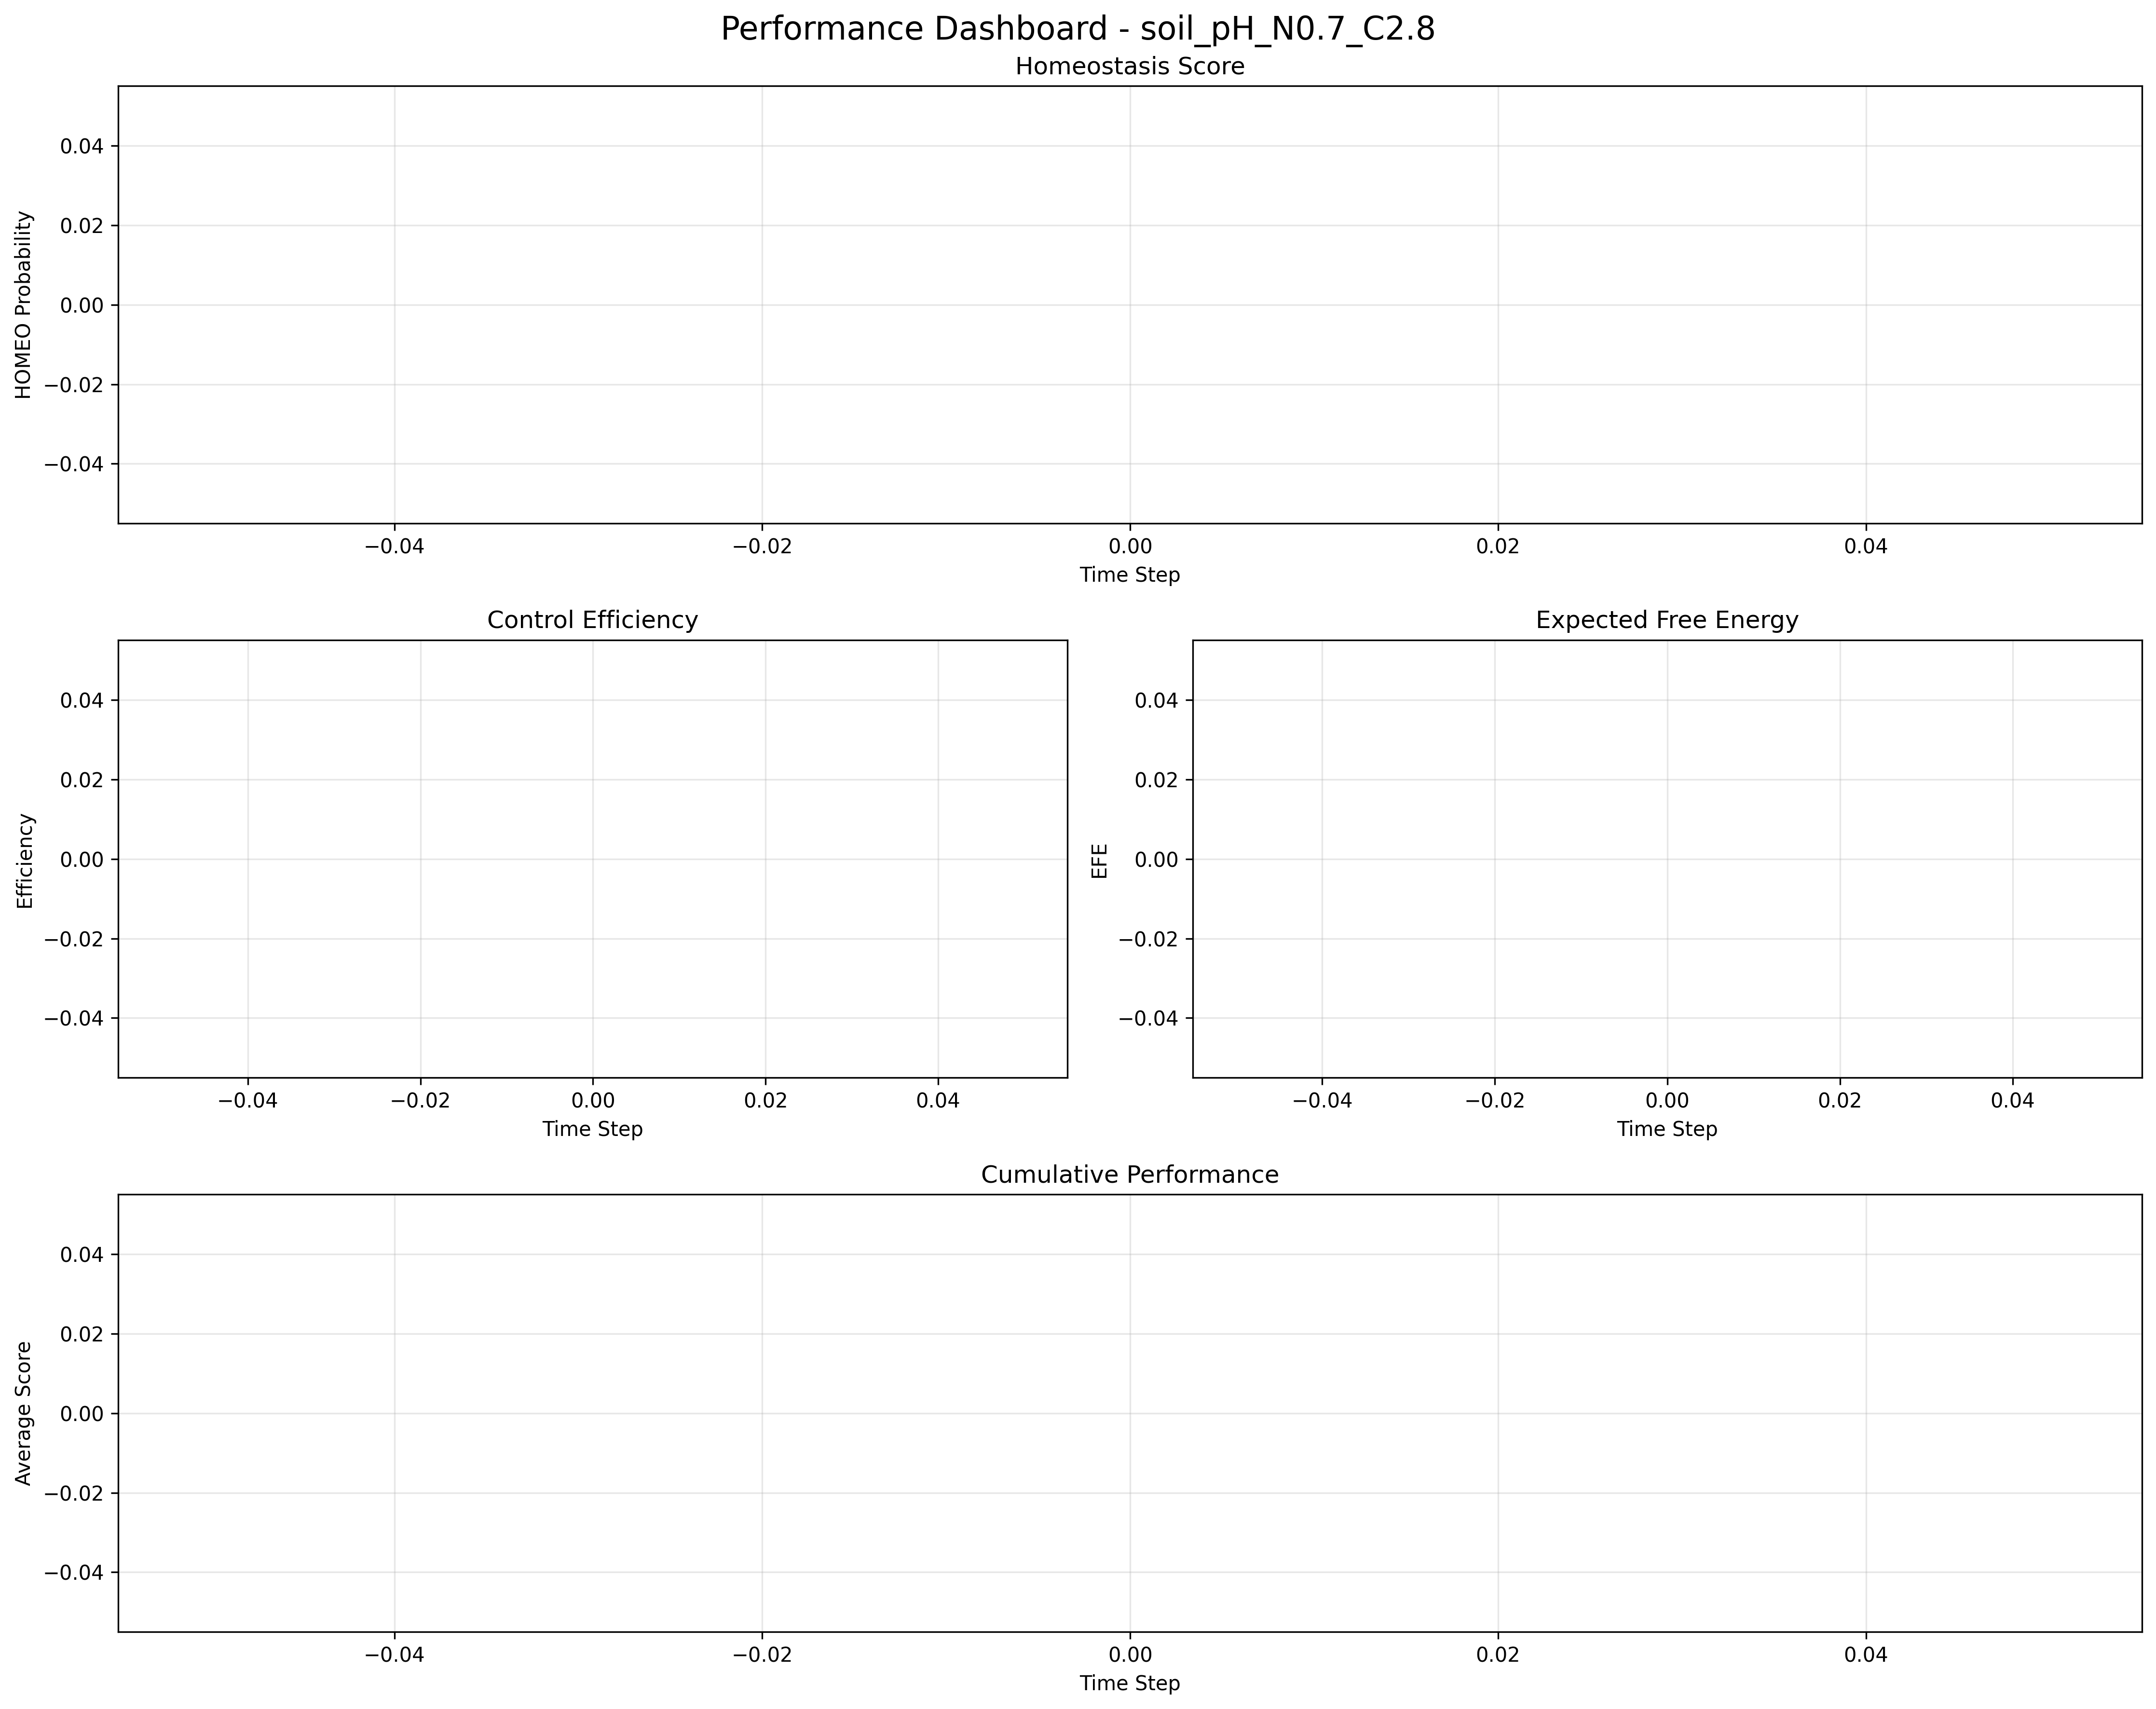 Performance Dashboard - soil_pH_N0.7_C2.8
Homeostasis Score
HOMEO Probability
0.04
0.02
0.00
−0.02
−0.04
−0.04 −0.02 0.00 0.02 0.04
Time Step
Control Efficiency
Efficiency
0.04
0.02
0.00
−0.02
−0.04
−0.04 −0.02 0.00 0.02 0.04
Time Step
Expected Free Energy
EFE
0.04
0.02
0.00
−0.02
−0.04
−0.04 −0.02 0.00 0.02 0.04
Time Step
Cumulative Performance
Average Score
0.04
0.02
0.00
−0.02
−0.04
−0.04 −0.02 0.00 0.02 0.04
Time Step